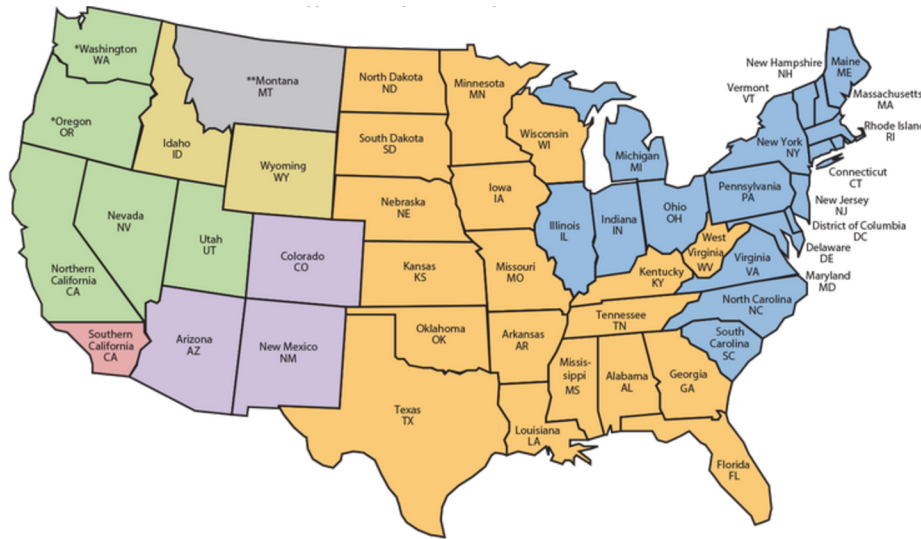 *Washington
WA
**Montana
MT
North Dakota
ND
Minnesota
MN
New Hampshire
NH
Maine
ME
Vermont
VT
Massachusetts
MA
*Oregon
OR
Idaho
ID
South Dakota
SD
Wisconsin
WI
Michigan
MI
New York
NY
Rhode Island
RI
Wyoming
WY
Connecticut
CT
Nebraska
NE
Iowa
IA
Pennsylvania
PA
New Jersey
NJ
Nevada
NV
Utah
UT
Colorado
CO
Illinois
IL
Indiana
IN
Ohio
OH
District of Columbia
DC
West
Virginia
WV
Virginia
VA
Delaware
DE
Maryland
MD
Northern
California
CA
Kansas
KS
Missouri
MO
Kentucky
KY
North Carolina
NC
Southern
California
CA
Arizona
AZ
New Mexico
NM
Oklahoma
OK
Arkansas
AR
Tennessee
TN
South
Carolina
SC
Missis-
sippi
MS
Alabama
AL
Georgia
GA
Texas
TX
Louisiana
LA
Florida
FL